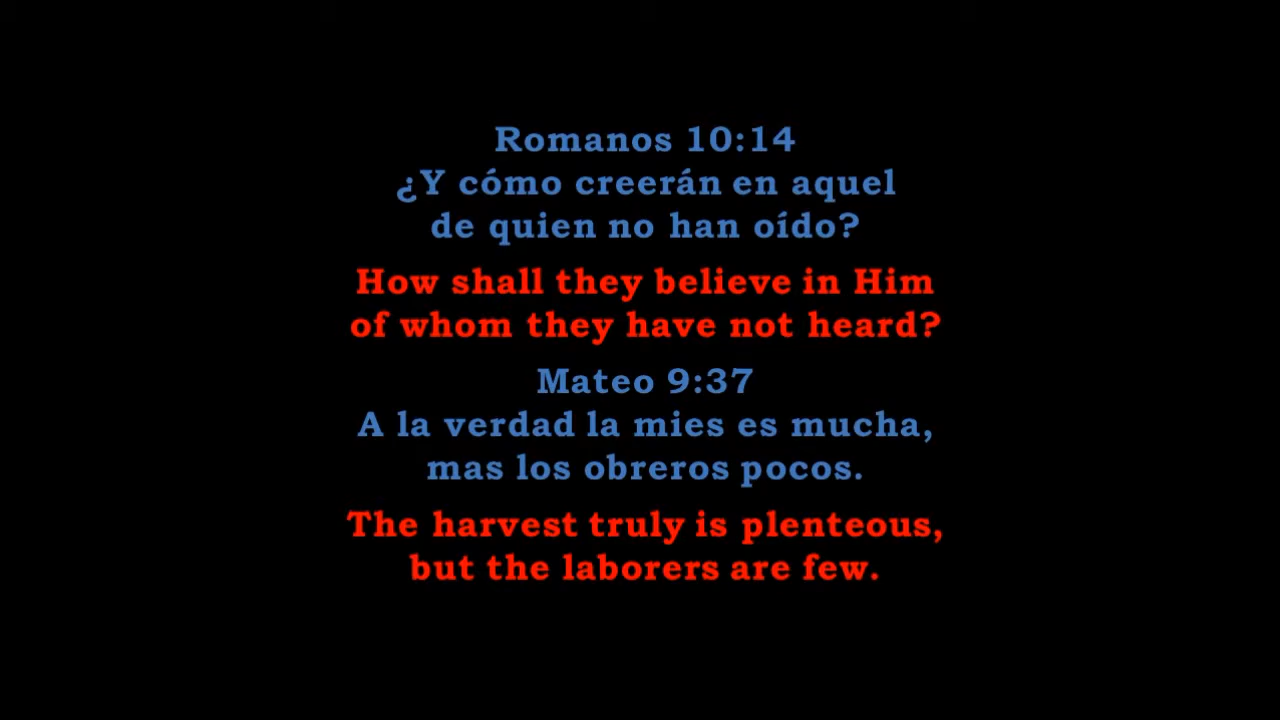 Romanos 10:14
¿Y cómo creerán en aquel
de quien no han oído?
How shall they believe in Him
of whom they have not heard?
Mateo 9:37
A la verdad la mies es mucha,
mas los obreros pocos.
The harvest truly is plenteous,
but the laborers are few.